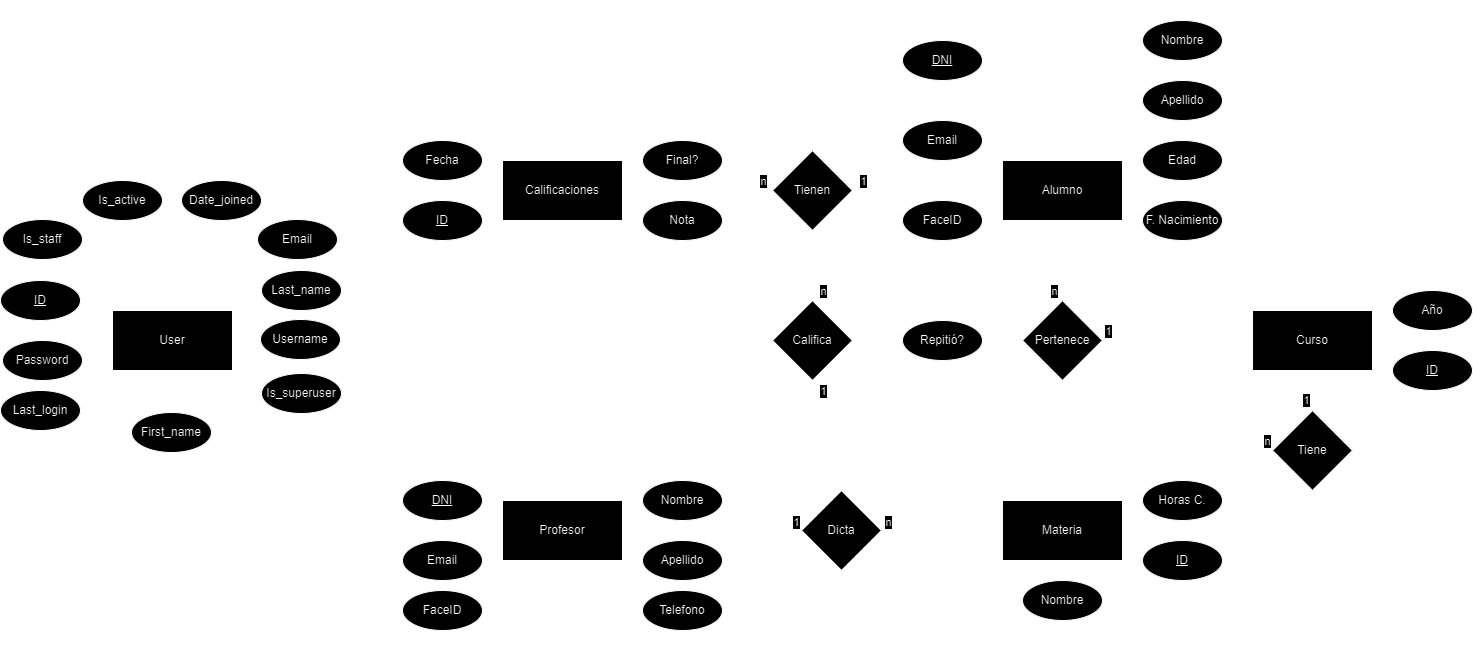 Nombre
DNI
Apellido
Email
Fecha
Final?
Edad
Calificaciones
n
Tienen
1
Alumno
Is_active
Date_joined
ID
Nota
FaceID
F. Nacimiento
Is_staff
Email
Last_name
n
n
ID
Año
User
Username
Califica
Repitió?
Pertenece
1
Curso
Password
ID
Is_superuser
1
1
Last_login
First_name
n
Tiene
DNI
Nombre
Horas C.
Profesor
1
Dicta
n
Materia
Email
Apellido
ID
Nombre
FaceID
Telefono